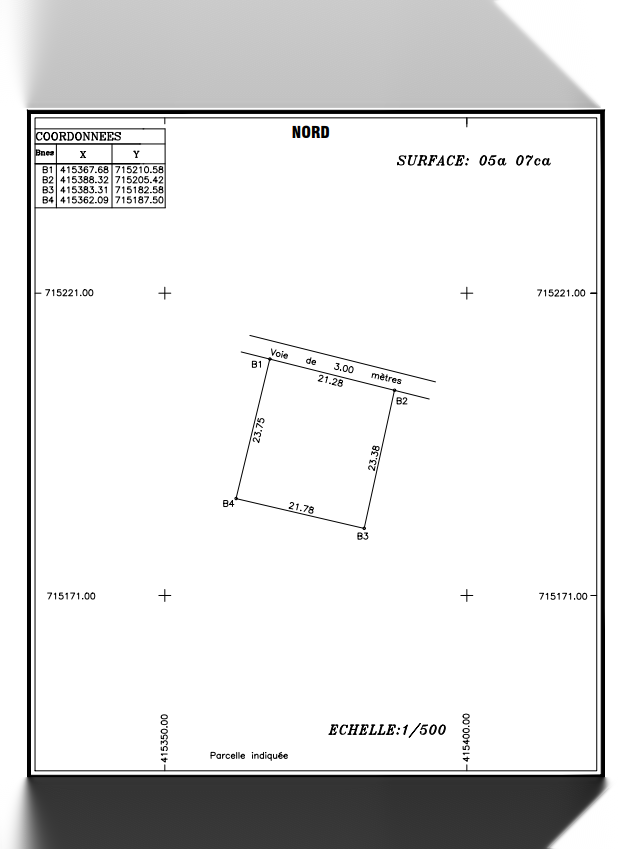 NORD
COORDONNEES
Bnes X Y
B1 415367.68 715210.58
B2 415388.32 715205.42
B3 415383.31 715182.58
B4 415362.09 715187.50
SURFACE: 05a 07ca
715221.00
715221.00
Voie de 3.00 mètres
B1
21.28
B2
23.75
23.38
B4
21.78
B3
715171.00
715171.00
415350.00
415400.00
ECHELLE:1/500
Parcelle indiquée